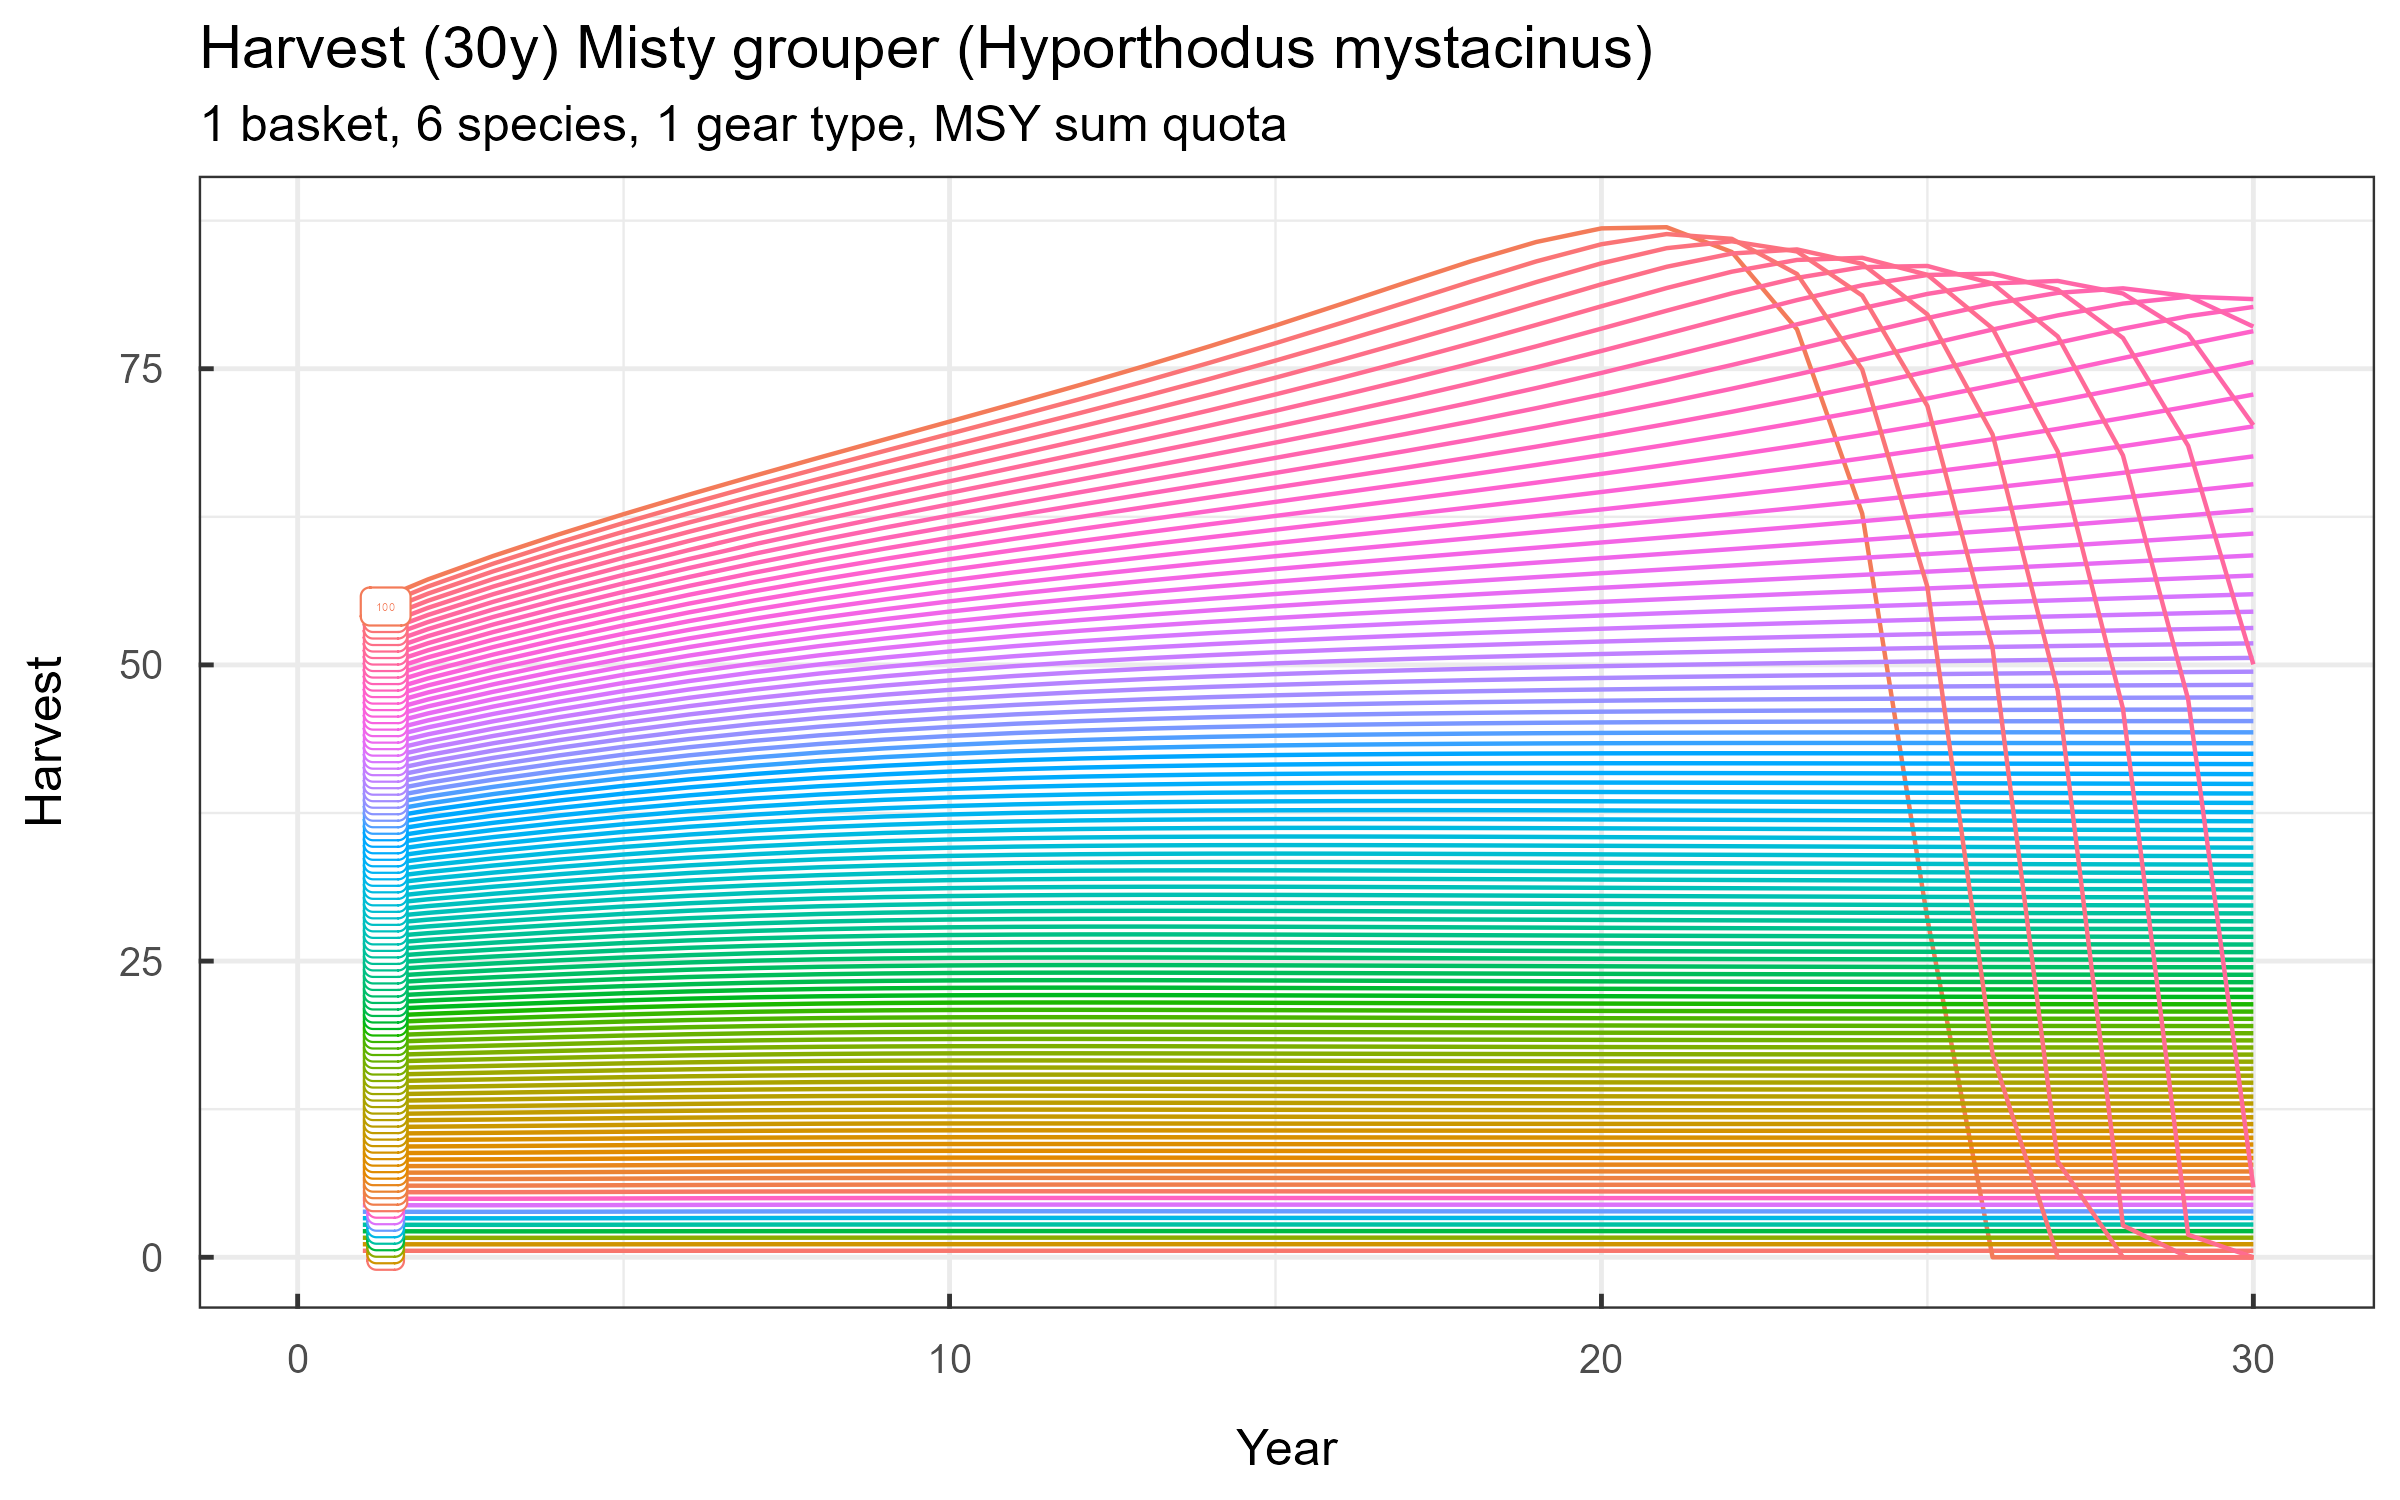 Harvest (30y) Misty grouper (Hyporthodus mystacinus)
1 basket, 6 species, 1 gear type, MSY sum quota
Harvest
75
50
25
0
100
0 10 20 30
Year